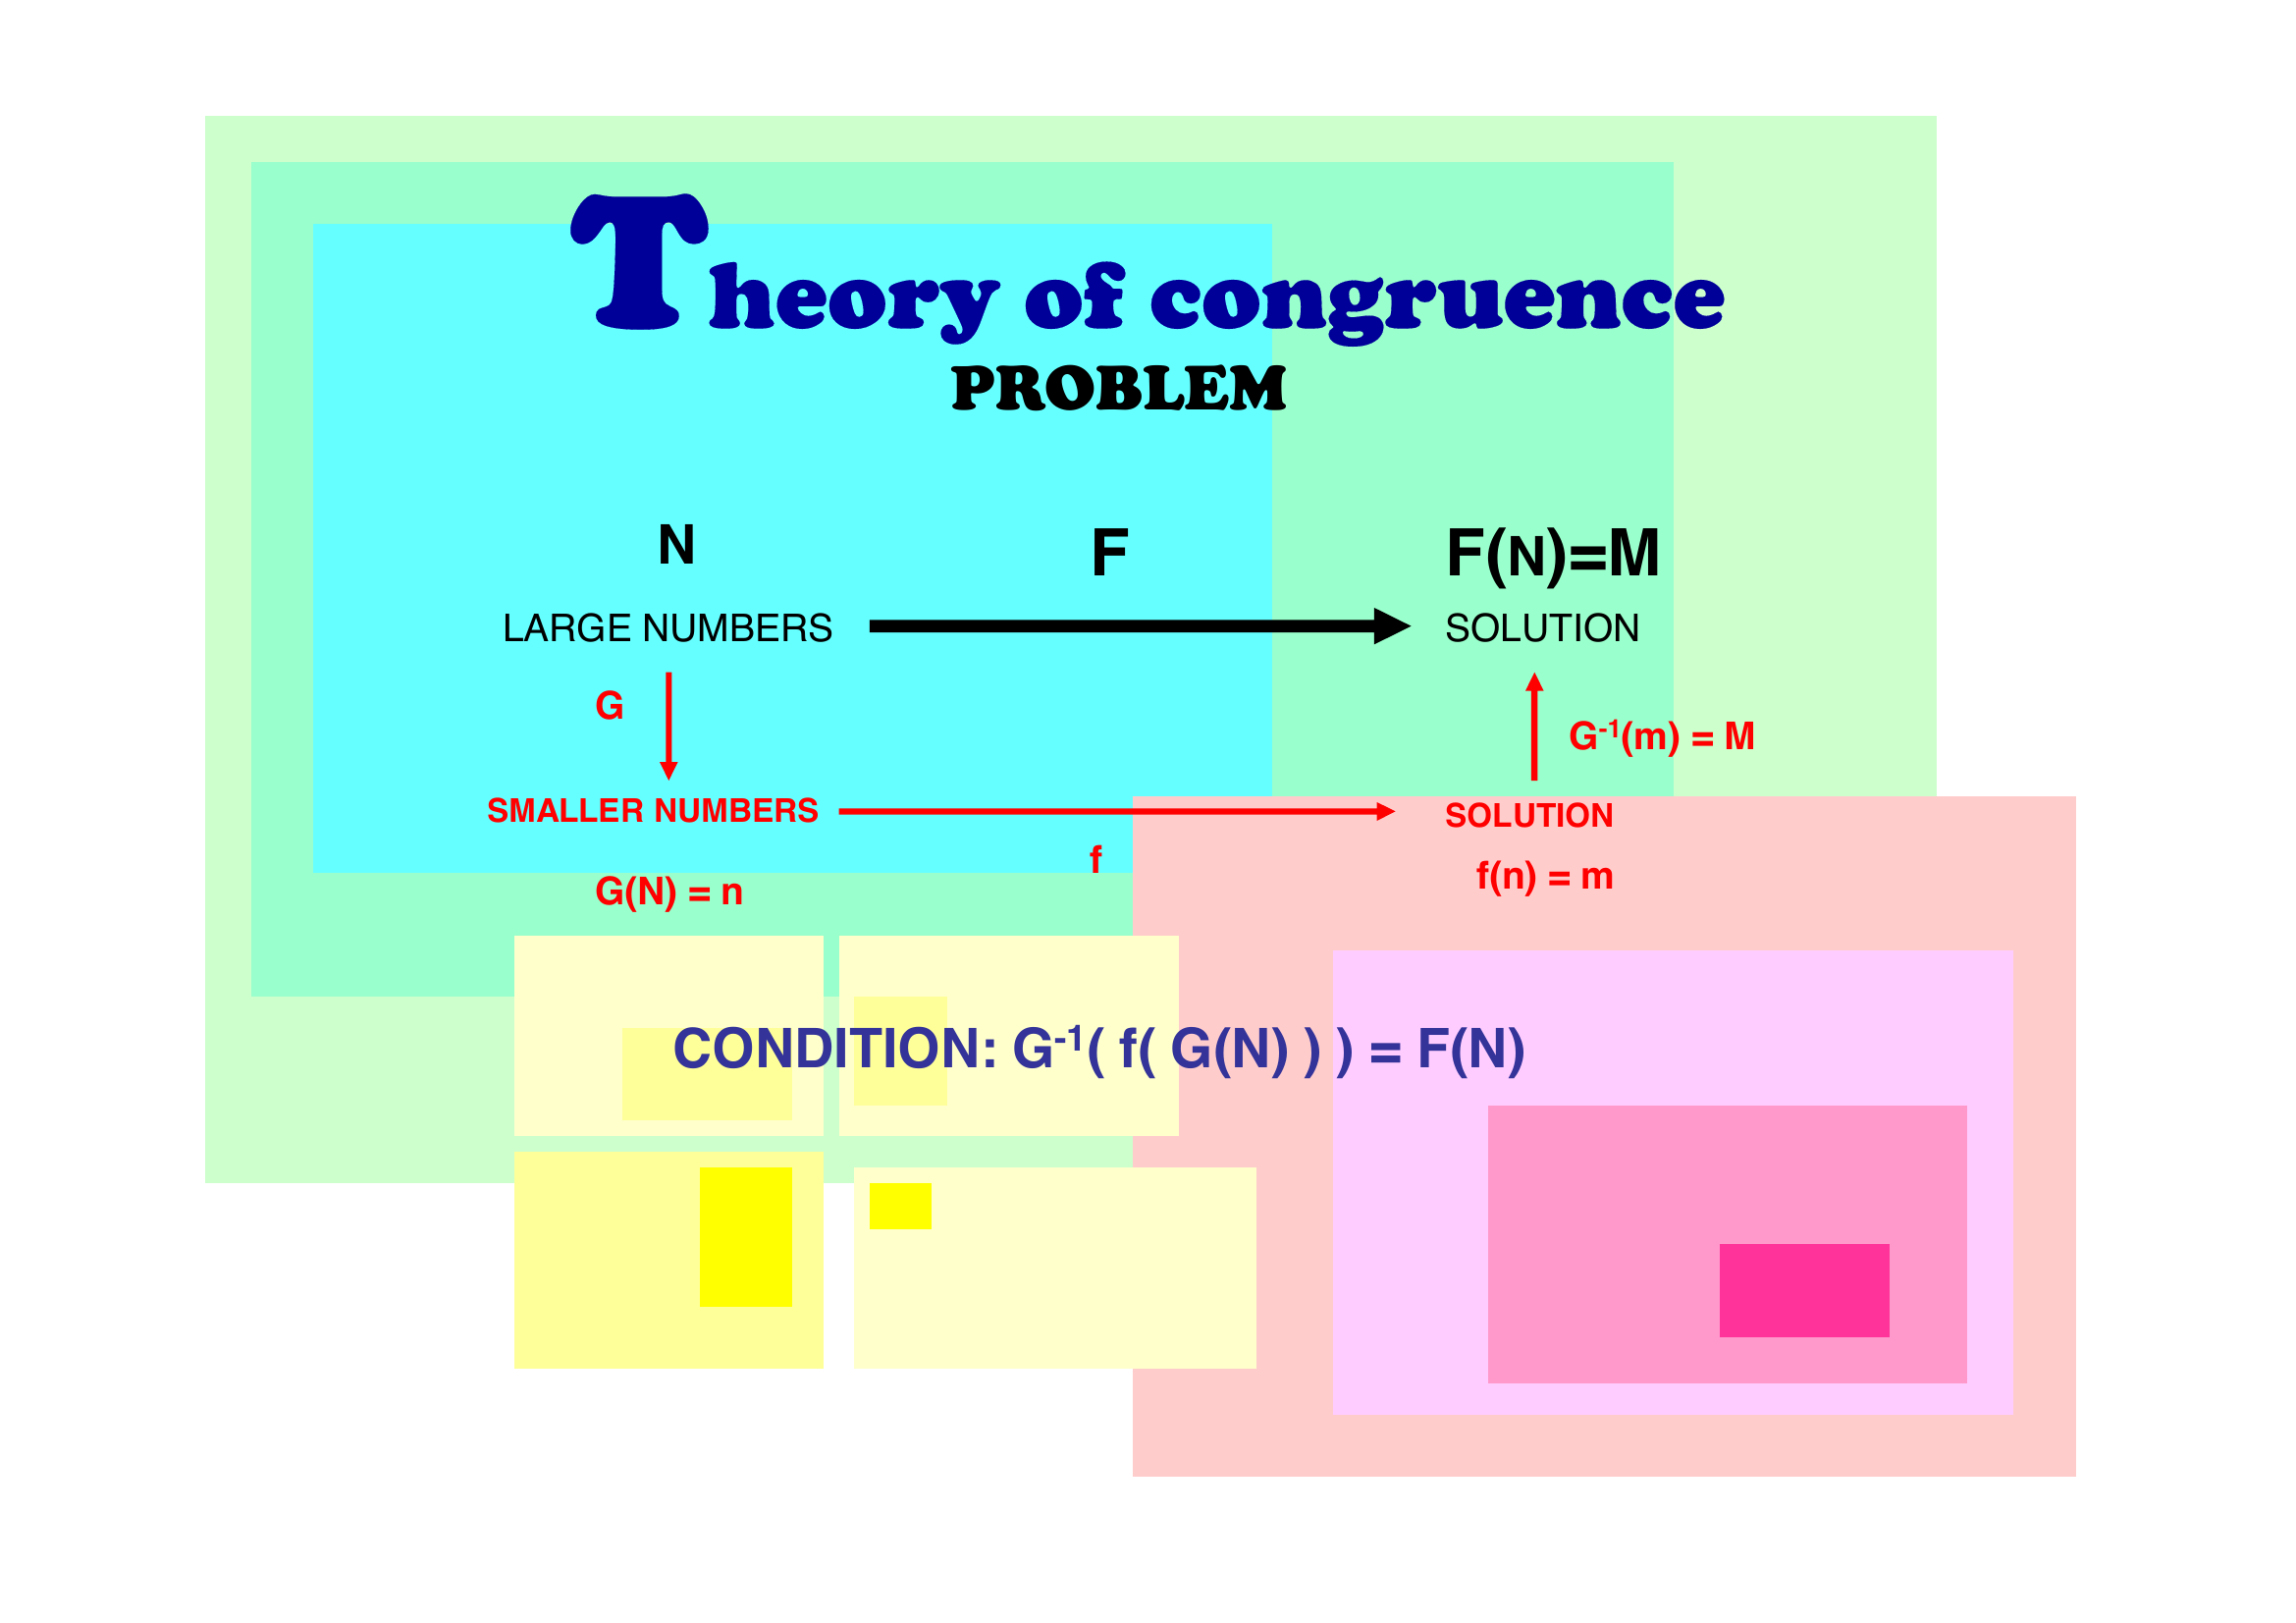 Theory of congruence
PROBLEM
N F F(N)=M
LARGE NUMBERS SOLUTION
G G⁻¹(m) = M
SMALLER NUMBERS SOLUTION
f
G(N) = n f(n) = m
CONDITION: G⁻¹( f( G(N) ) ) = F(N)